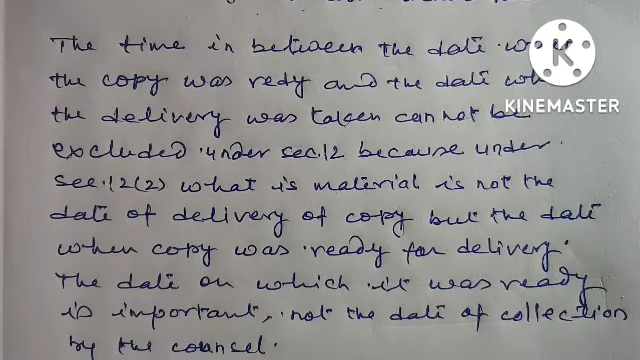 The time in between the date
the copy was redy and the date
the delivery was taken can not be
excluded under sec.12 because under
sec.12(2) what is material is not the
date of delivery of copy but the date
when copy was ready for delivery.
The date on which it was ready
is important, not the date of collection
by the counsel.
KINEMASTER